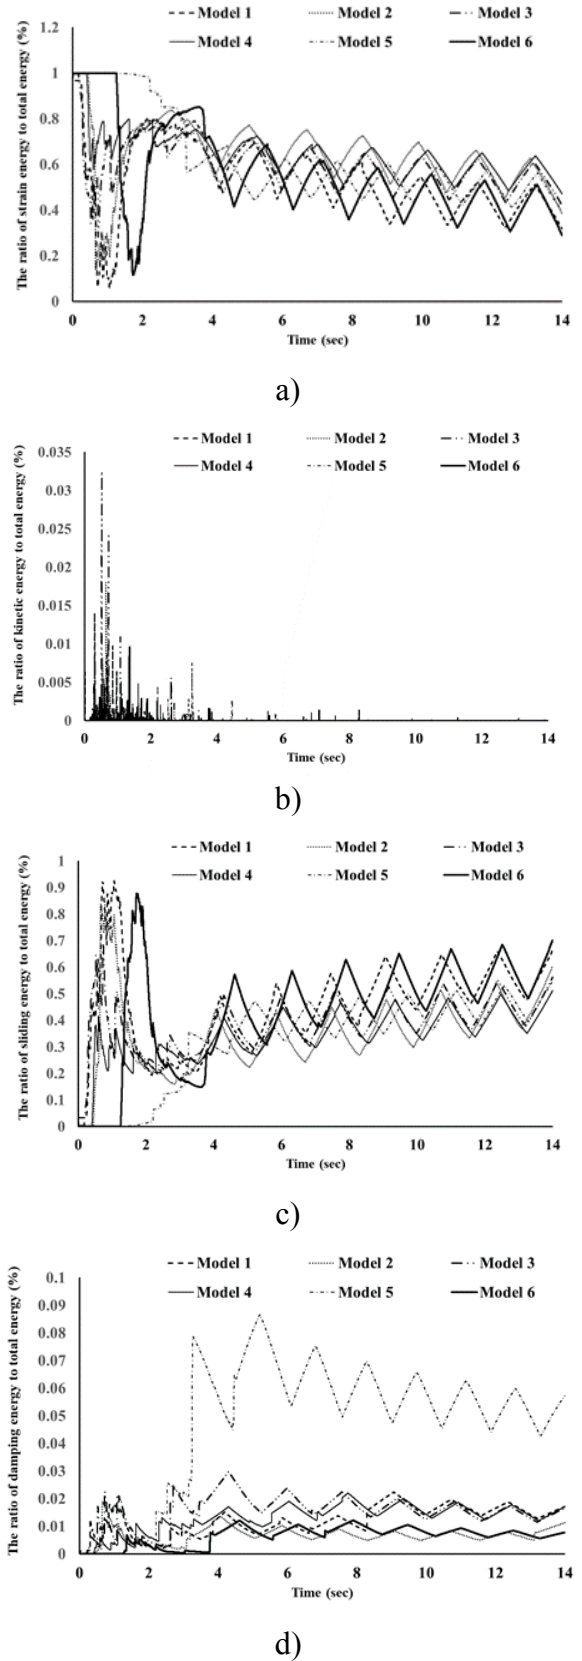 Model 1 Model 2 Model 3
Model 4 Model 5 Model 6
The ratio of strain energy to total energy (%)
1.2
1
0.8
0.6
0.4
0.2
0
0 2 4 6 8 10 12 14
Time (sec)
a)
Model 1 Model 2 Model 3
Model 4 Model 5 Model 6
The ratio of kinetic energy to total energy (%)
0.035
0.03
0.025
0.02
0.015
0.01
0.005
0
0 2 4 6 8 10 12 14
Time (sec)
b)
Model 1 Model 2 Model 3
Model 4 Model 5 Model 6
The ratio of sliding energy to total energy (%)
1
0.9
0.8
0.7
0.6
0.5
0.4
0.3
0.2
0.1
0
0 2 4 6 8 10 12 14
Time (sec)
c)
Model 1 Model 2 Model 3
Model 4 Model 5 Model 6
The ratio of damping energy to total energy (%)
0.1
0.09
0.08
0.07
0.06
0.05
0.04
0.03
0.02
0.01
0
0 2 4 6 8 10 12 14
Time (sec)
d)